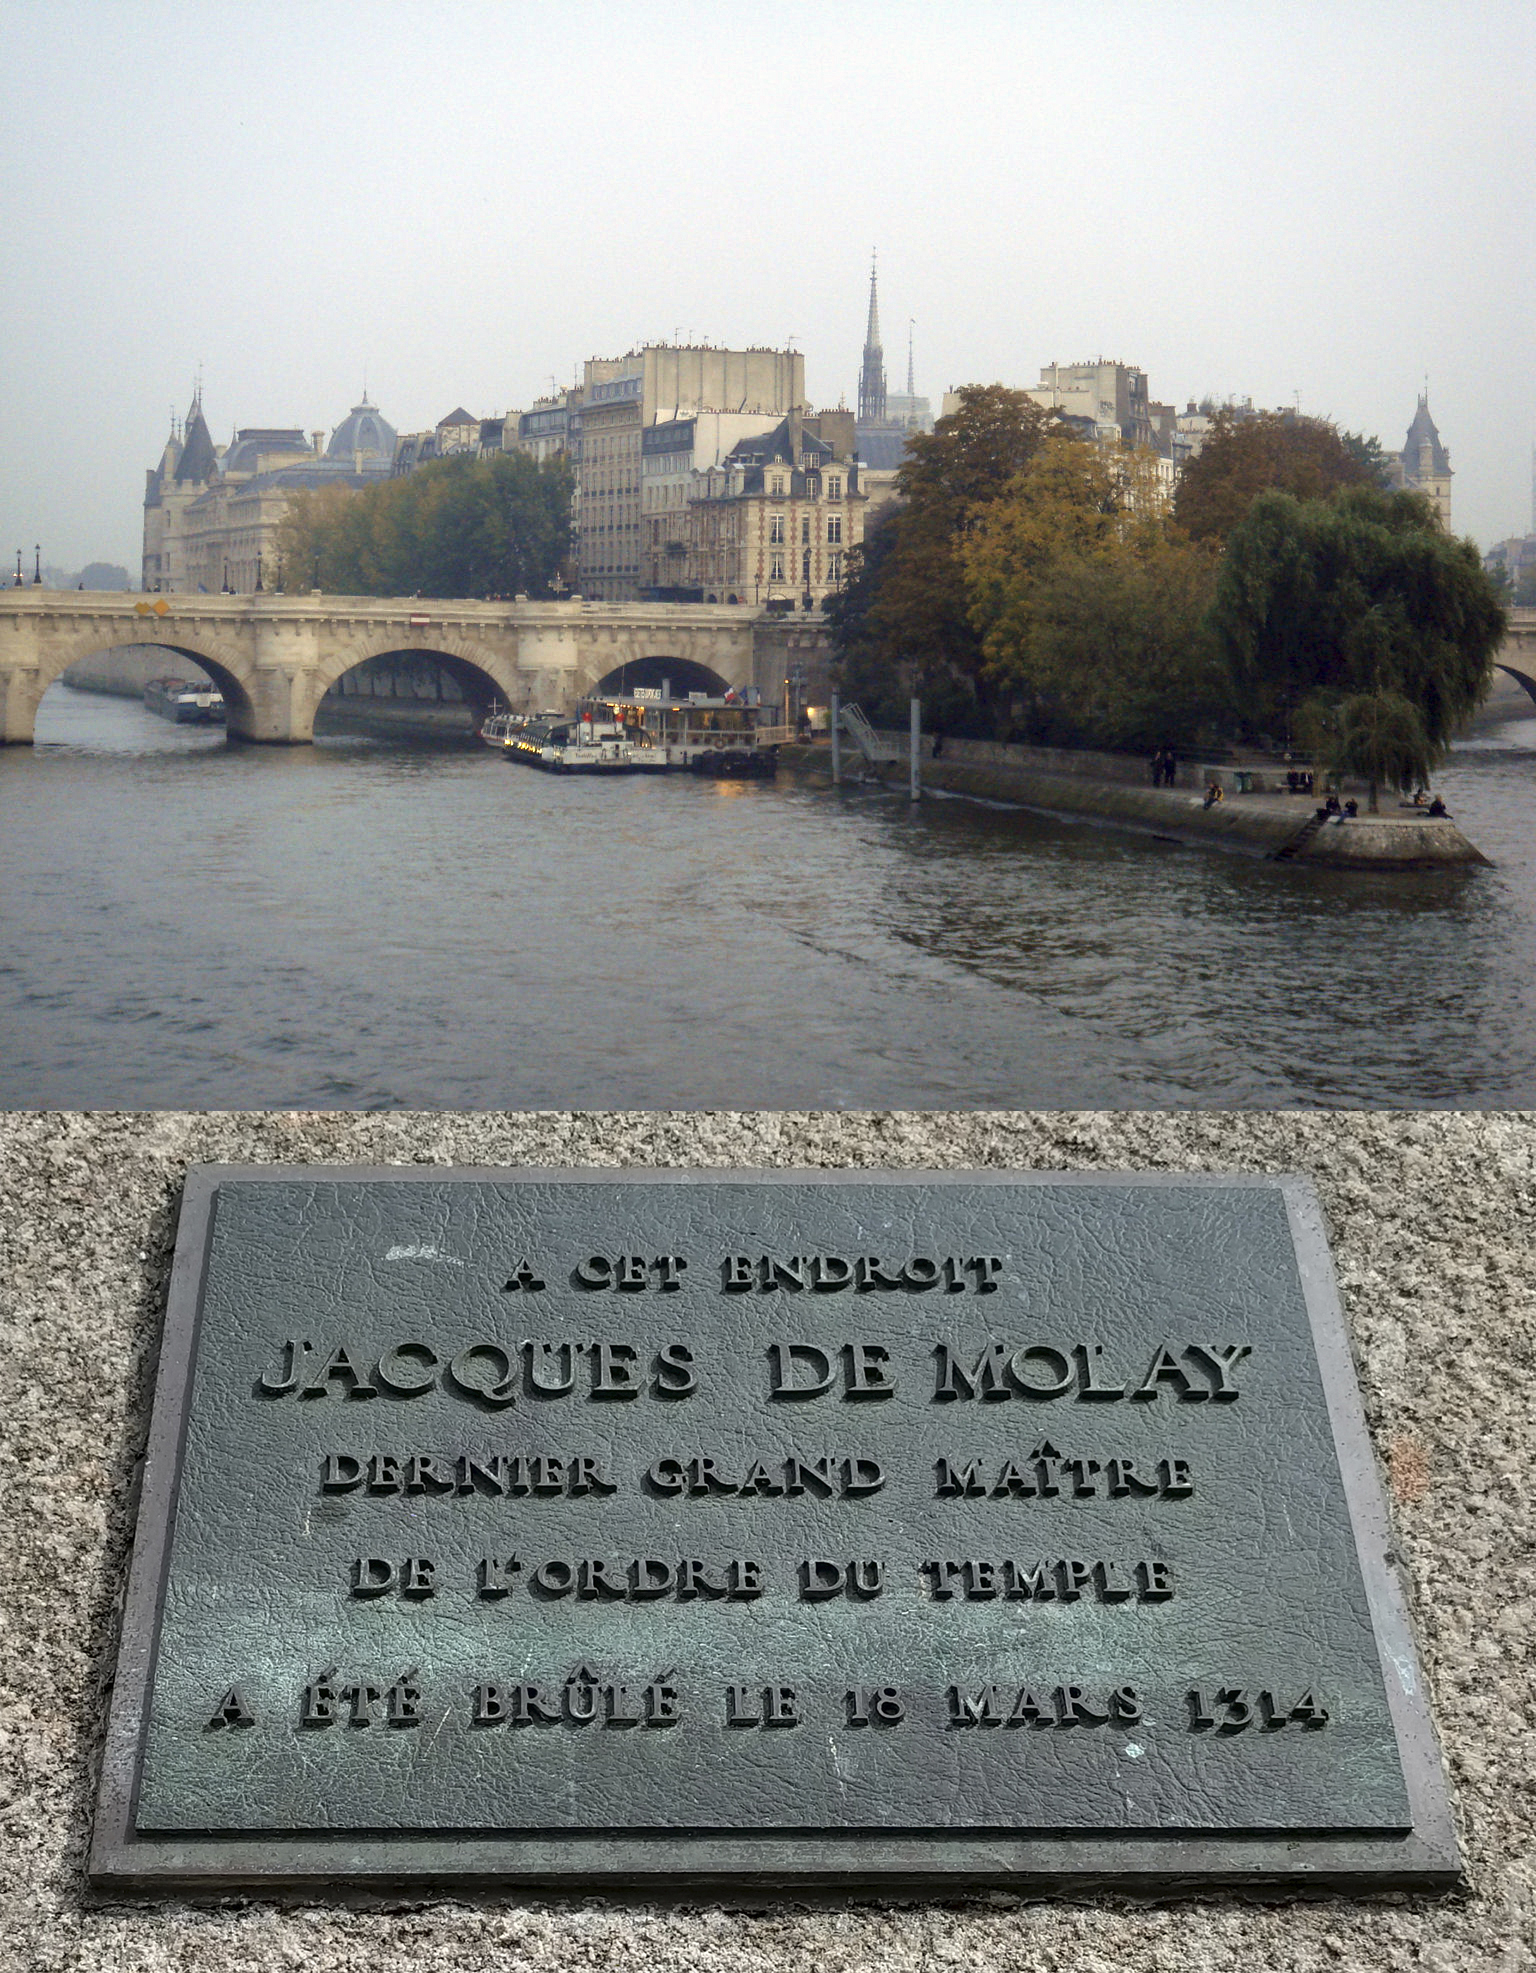 A CET ENDROIT
JACQUES DE MOLAY
DERNIER GRAND MAÎTRE
DE L'ORDRE DU TEMPLE
A ÉTÉ BRÛLÉ LE 18 MARS 1314